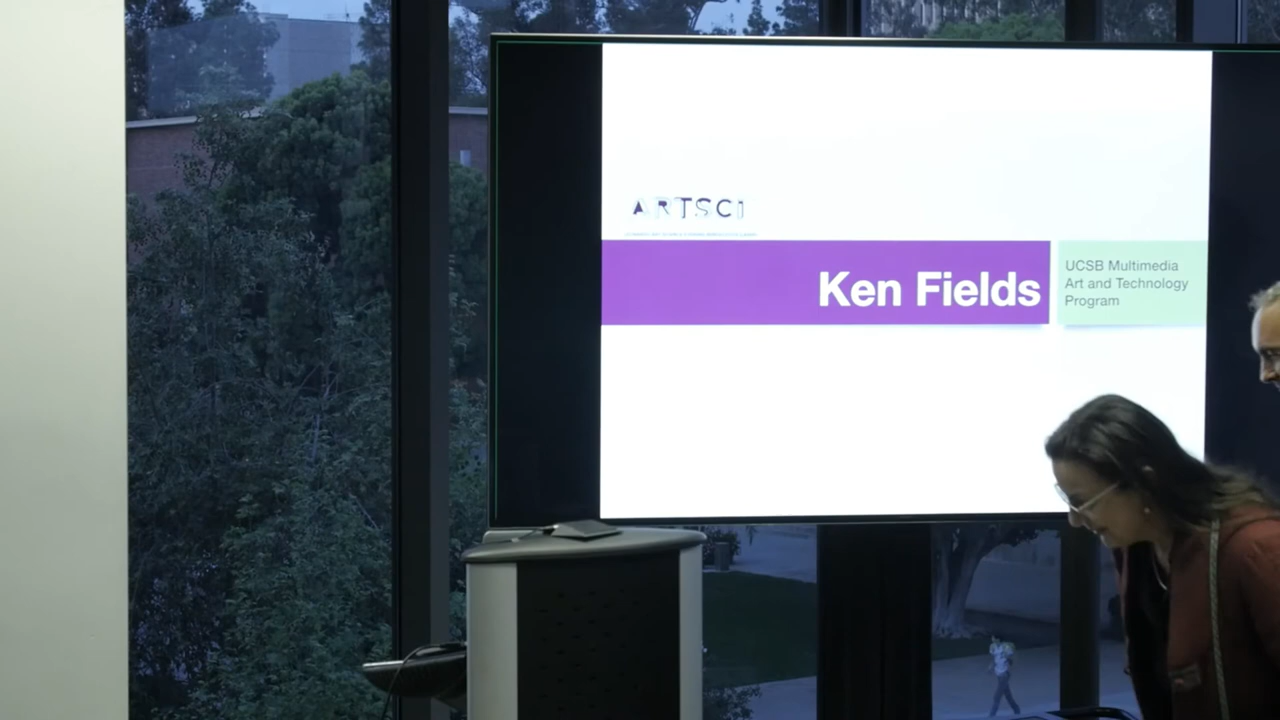 ARTSCI
Ken Fields
UCSB Multimedia
Art and Technology
Program